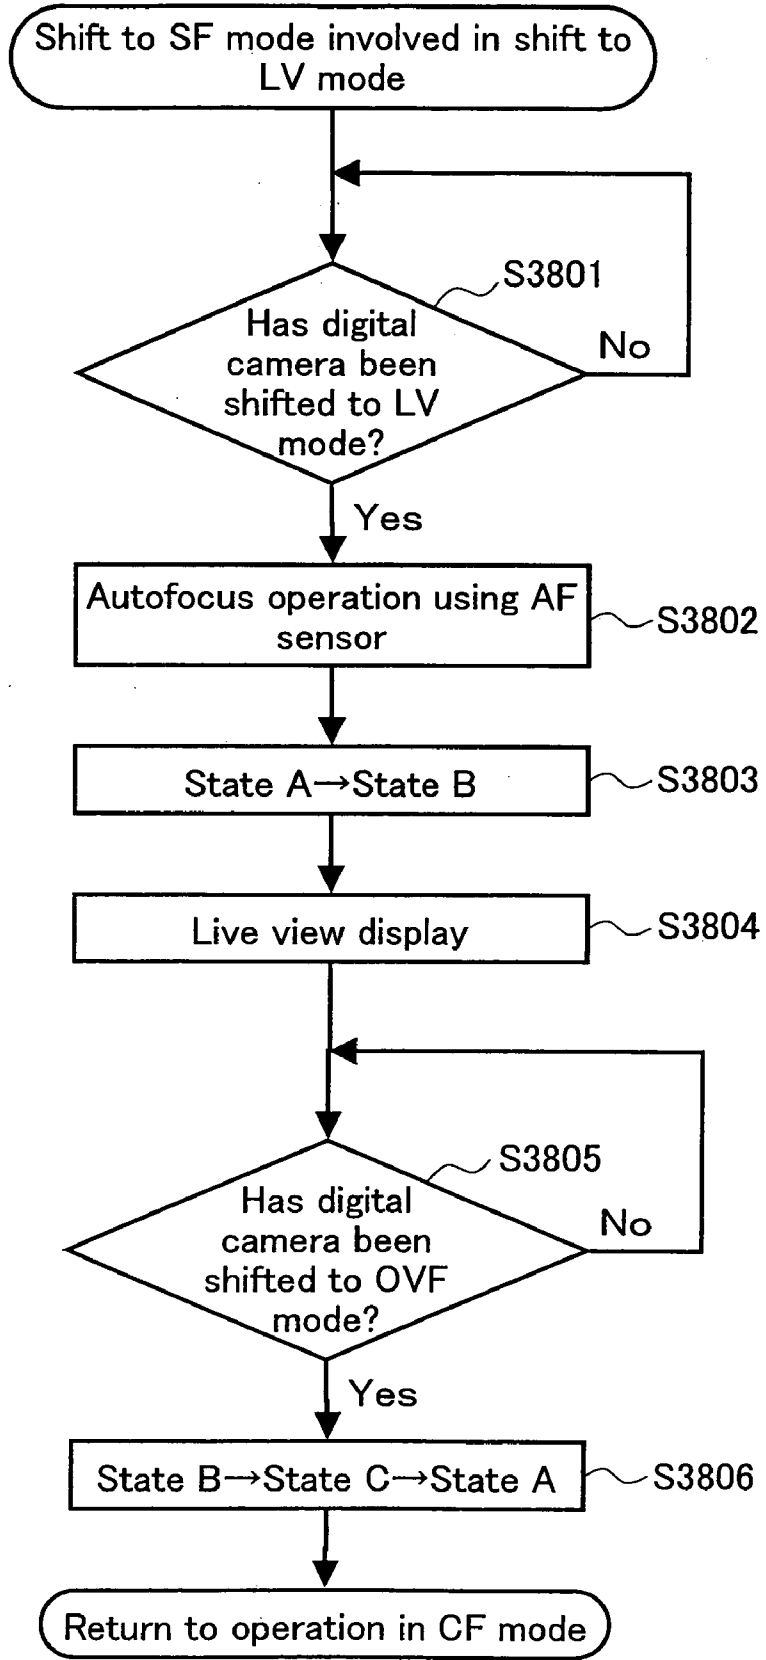 Shift to SF mode involved in shift to
LV mode
S3801
Has digital
camera been
shifted to LV
mode?
No
Yes
Autofocus operation using AF
sensor
S3802
State A→State B
S3803
Live view display
S3804
S3805
Has digital
camera been
shifted to OVF
mode?
No
Yes
State B→State C→State A
S3806
Return to operation in CF mode